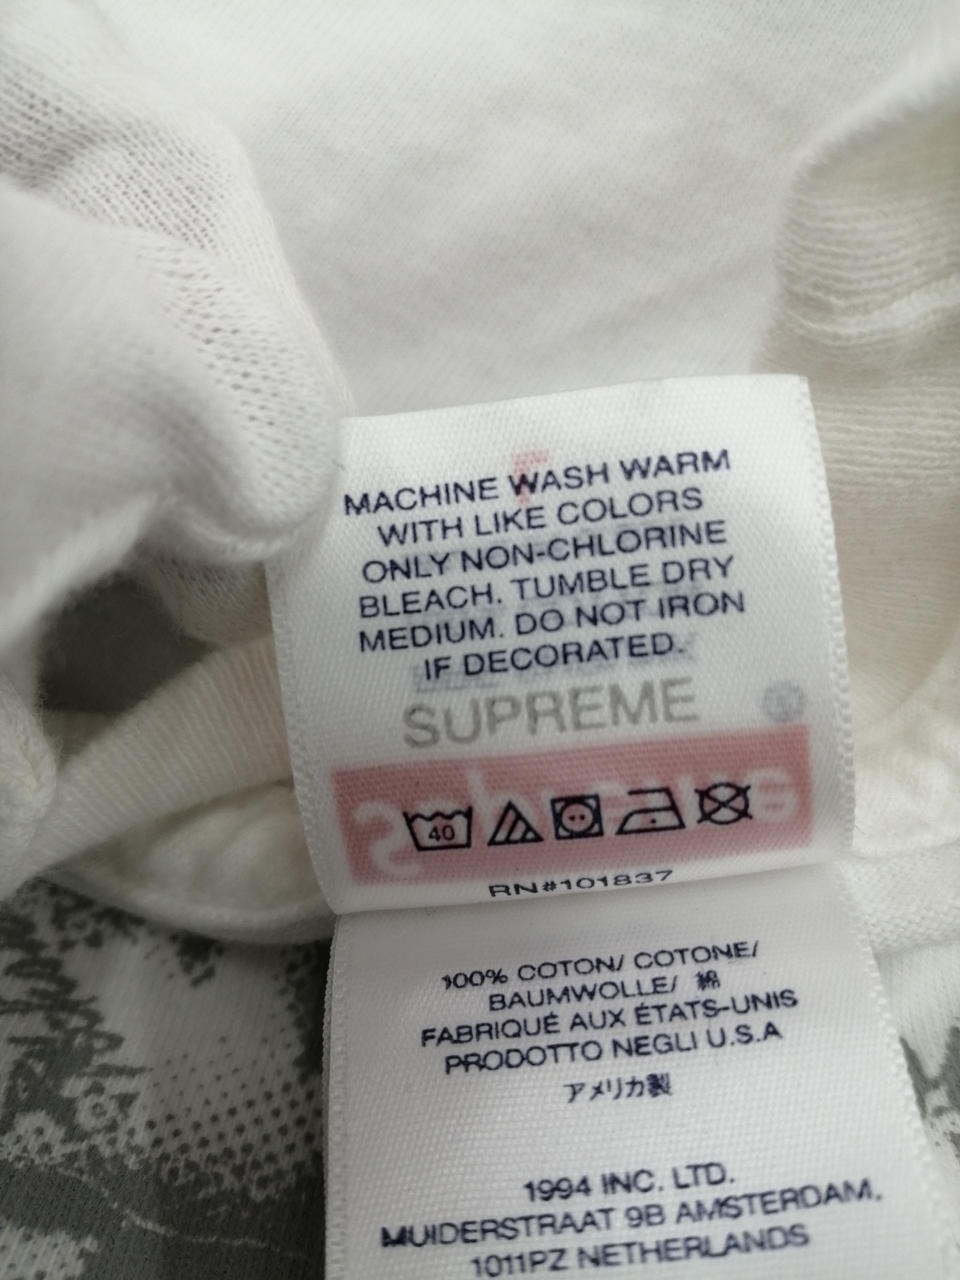 MACHINE WASH WARM
WITH LIKE COLORS
ONLY NON-CHLORINE
BLEACH. TUMBLE DRY
MEDIUM. DO NOT IRON
IF DECORATED.
SUPREME
40
RN#101837
100% COTON/ COTONE/
BAUMWOLLE/ 綿
FABRIQUÉ AUX ÉTATS-UNIS
PRODOTTO NEGLI U.S.A
アメリカ製
1994 INC. LTD.
MUIDERSTRAAT 9B AMSTERDAM,
1011PZ NETHERLANDS